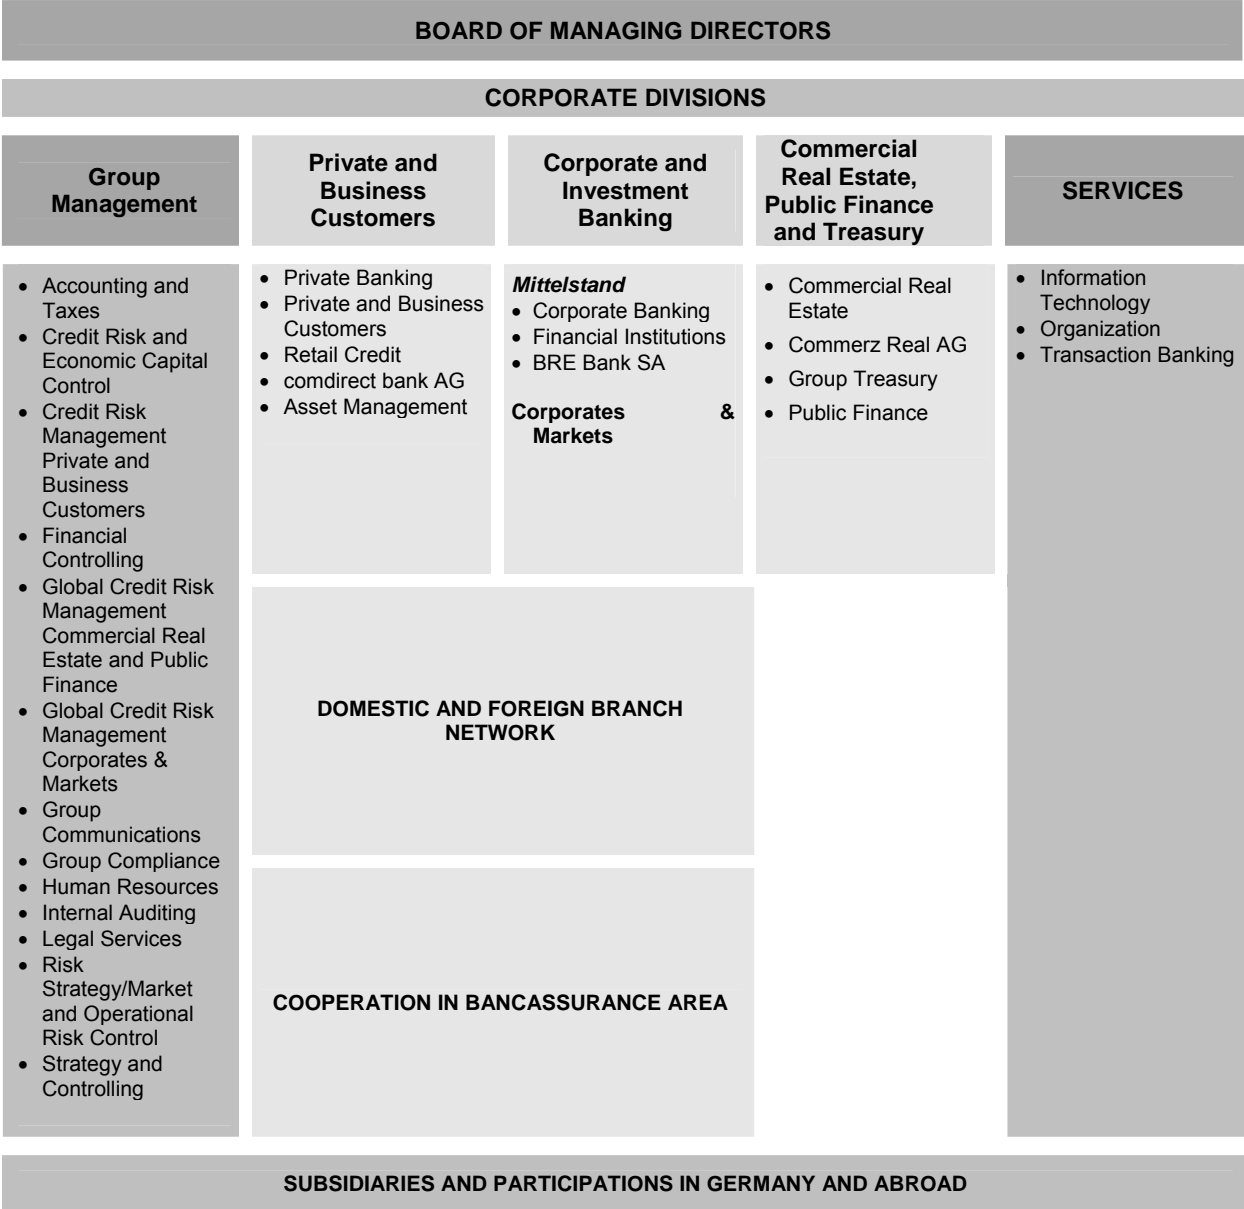 BOARD OF MANAGING DIRECTORS
CORPORATE DIVISIONS
Group
Management
Private and
Business
Customers
Corporate and
Investment
Banking
Commercial
Real Estate,
Public Finance
and Treasury
SERVICES
• Accounting and
Taxes
• Credit Risk and
Economic Capital
Control
• Credit Risk
Management
Private and
Business
Customers
• Financial
Controlling
• Global Credit Risk
Management
Commercial Real
Estate and Public
Finance
• Global Credit Risk
Management
Corporates &
Markets
• Group
Communications
• Group Compliance
• Human Resources
• Internal Auditing
• Legal Services
• Risk
Strategy/Market
and Operational
Risk Control
• Strategy and
Controlling
• Private Banking
• Private and Business
Customers
• Retail Credit
• comdirect bank AG
• Asset Management
Mittelstand
• Corporate Banking
• Financial Institutions
• BRE Bank SA
Corporates &
Markets
• Commercial Real
Estate
• Commerz Real AG
• Group Treasury
• Public Finance
• Information
Technology
• Organization
• Transaction Banking
DOMESTIC AND FOREIGN BRANCH
NETWORK
COOPERATION IN BANCASSURANCE AREA
SUBSIDIARIES AND PARTICIPATIONS IN GERMANY AND ABROAD